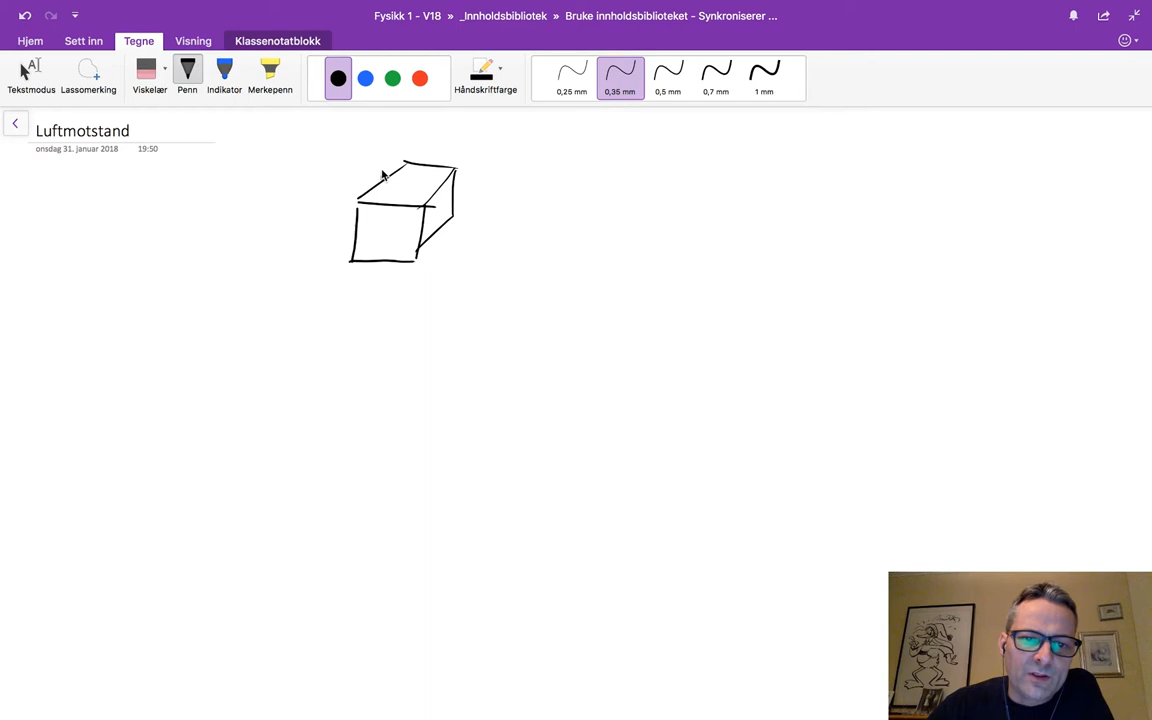 Fysikk 1 - V18 » _Innholdsbibliotek » Bruke innholdsbiblioteket - Synkroniserer ...
Hjem Sett inn Tegne Visning Klassenotatblokk
Tekstmodus Lassomerking Viskelær Penn Indikator Merkepenn Håndskriftfarge 0,25 mm 0,35 mm 0,5 mm 0,7 mm 1 mm
Luftmotstand
onsdag 31. januar 2018 19:50